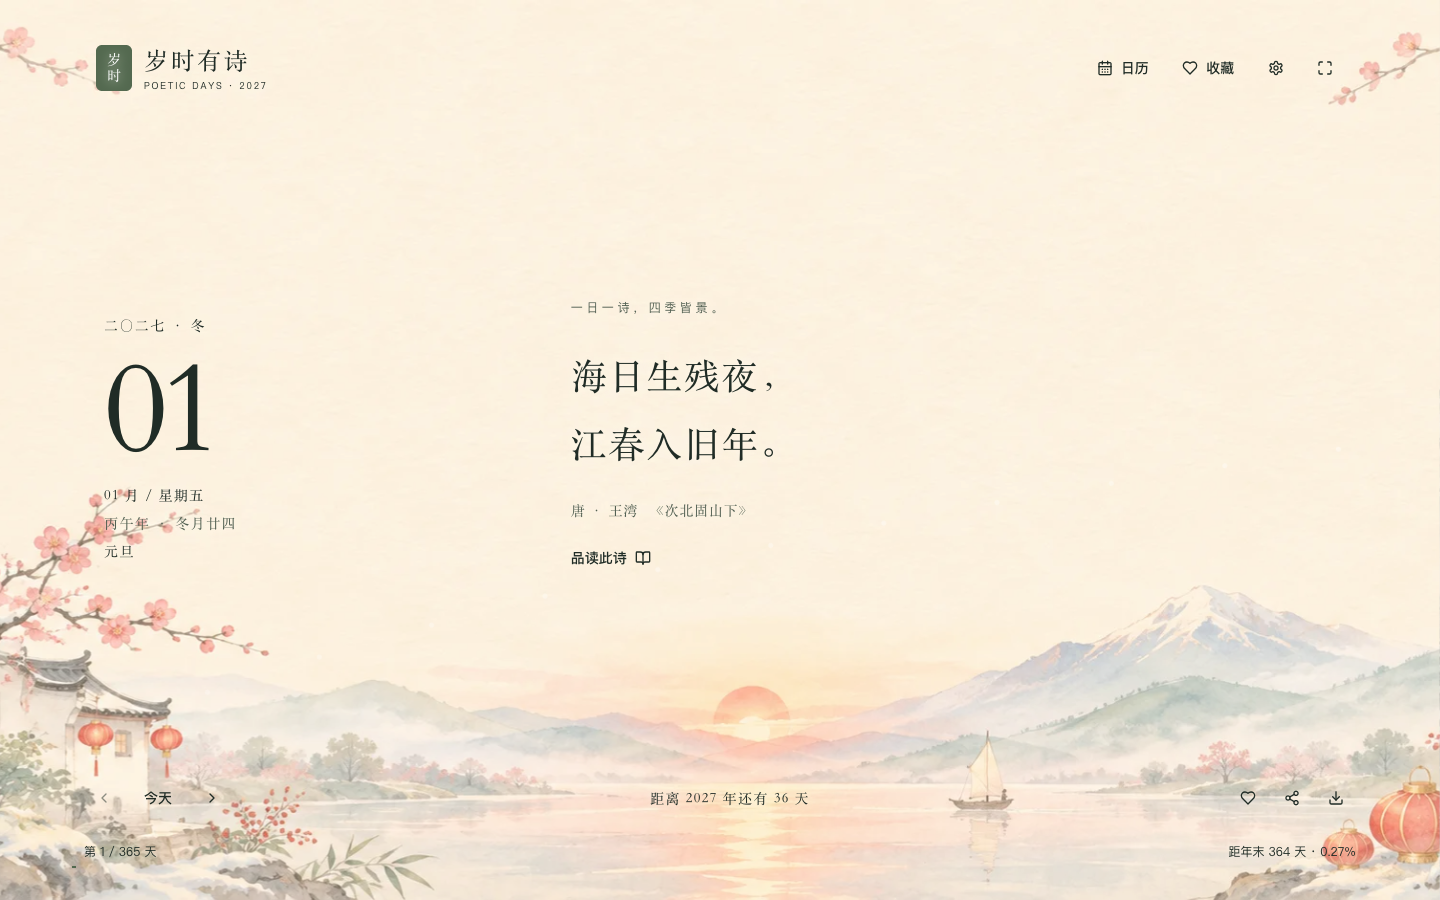 岁时
岁时有诗
POETIC DAYS · 2027
日历
收藏
二〇二七 · 冬
01
01 月 / 星期五
丙午年 · 冬月廿四
元旦
一日一诗，四季皆景。
海日生残夜，
江春入旧年。
唐 · 王湾 《次北固山下》
品读此诗
今天
距离 2027 年还有 36 天
第 1 / 365 天
距年末 364 天 · 0.27%